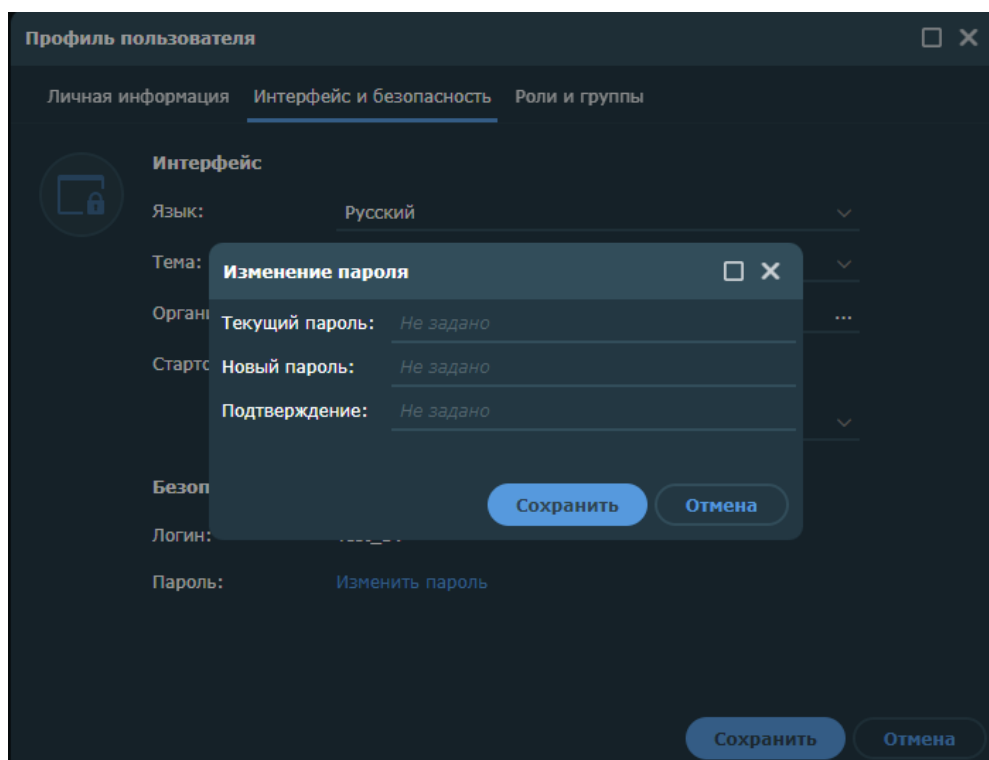 Профиль пользователя
Личная информация Интерфейс и безопасность Роли и группы
Интерфейс
Язык: Русский
Тема:
Изменение пароля
Текущий пароль: Не задано
Новый пароль: Не задано
Подтверждение: Не задано
Сохранить Отмена
Логин:
Пароль: Изменить пароль
Сохранить Отмена